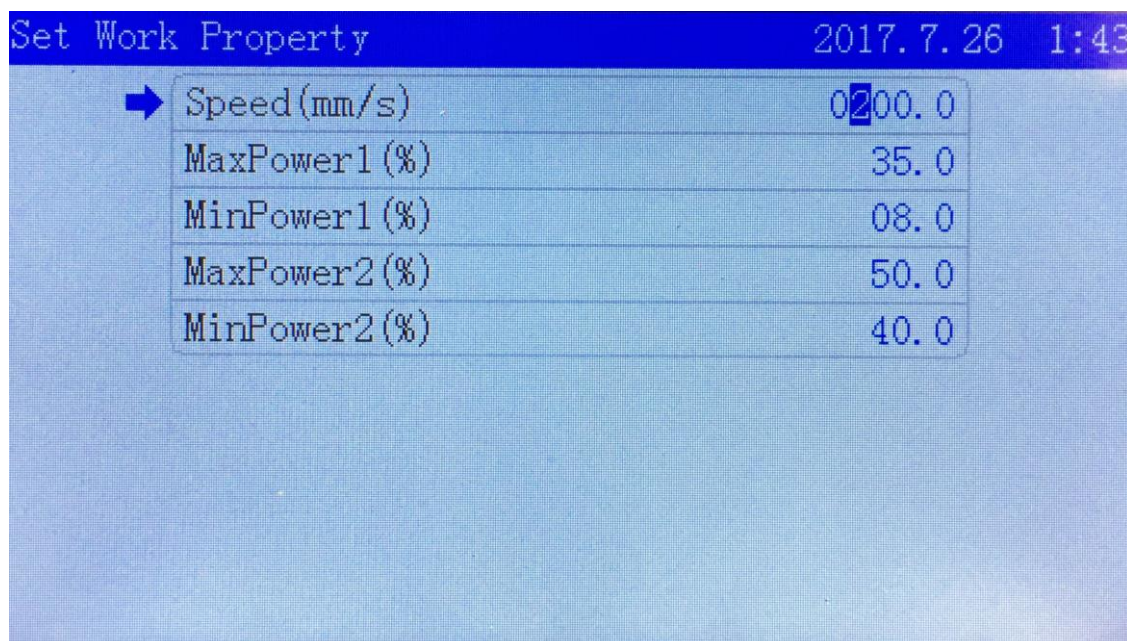 Set Work Property 2017.7.26 1:43
Speed(mm/s) 0200.0
MaxPower1(%) 35.0
MinPower1(%) 08.0
MaxPower2(%) 50.0
MinPower2(%) 40.0